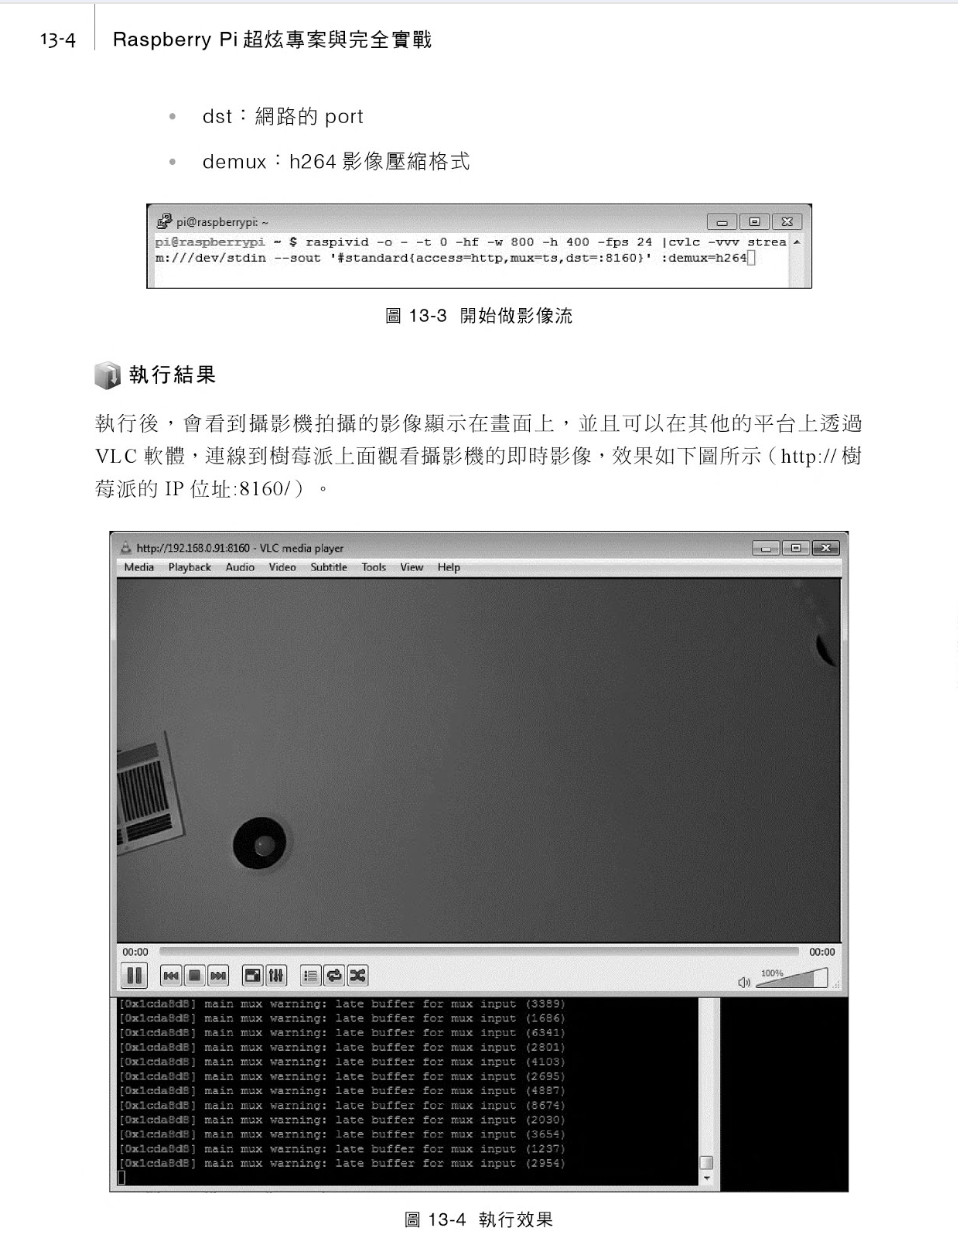 13-4 Raspberry Pi 超炫專案與完全實戰
• dst：網路的 port
• demux：h264 影像壓縮格式
pi@raspberrypi: ~
pi@raspberrypi ~ $ raspivid -o - -t 0 -hf -w 800 -h 400 -fps 24 |cvlc -vvv strea
m:///dev/stdin --sout '#standard{access=http,mux=ts,dst=:8160}' :demux=h264
圖 13-3 開始做影像流
執行結果
執行後，會看到攝影機拍攝的影像顯示在畫面上，並且可以在其他的平台上透過
VLC 軟體，連線到樹莓派上面觀看攝影機的即時影像，效果如下圖所示（http:// 樹
莓派的 IP 位址:8160/）。
http://192.168.0.91:8160 - VLC media player
Media Playback Audio Video Subtitle Tools View Help
00:00 00:00
100%
[0x1cda8d8] main mux warning: late buffer for mux input (3389)
[0x1cda8d8] main mux warning: late buffer for mux input (1686)
[0x1cda8d8] main mux warning: late buffer for mux input (6341)
[0x1cda8d8] main mux warning: late buffer for mux input (2801)
[0x1cda8d8] main mux warning: late buffer for mux input (4103)
[0x1cda8d8] main mux warning: late buffer for mux input (2695)
[0x1cda8d8] main mux warning: late buffer for mux input (4887)
[0x1cda8d8] main mux warning: late buffer for mux input (8674)
[0x1cda8d8] main mux warning: late buffer for mux input (2030)
[0x1cda8d8] main mux warning: late buffer for mux input (3654)
[0x1cda8d8] main mux warning: late buffer for mux input (1237)
[0x1cda8d8] main mux warning: late buffer for mux input (2954)
圖 13-4 執行效果